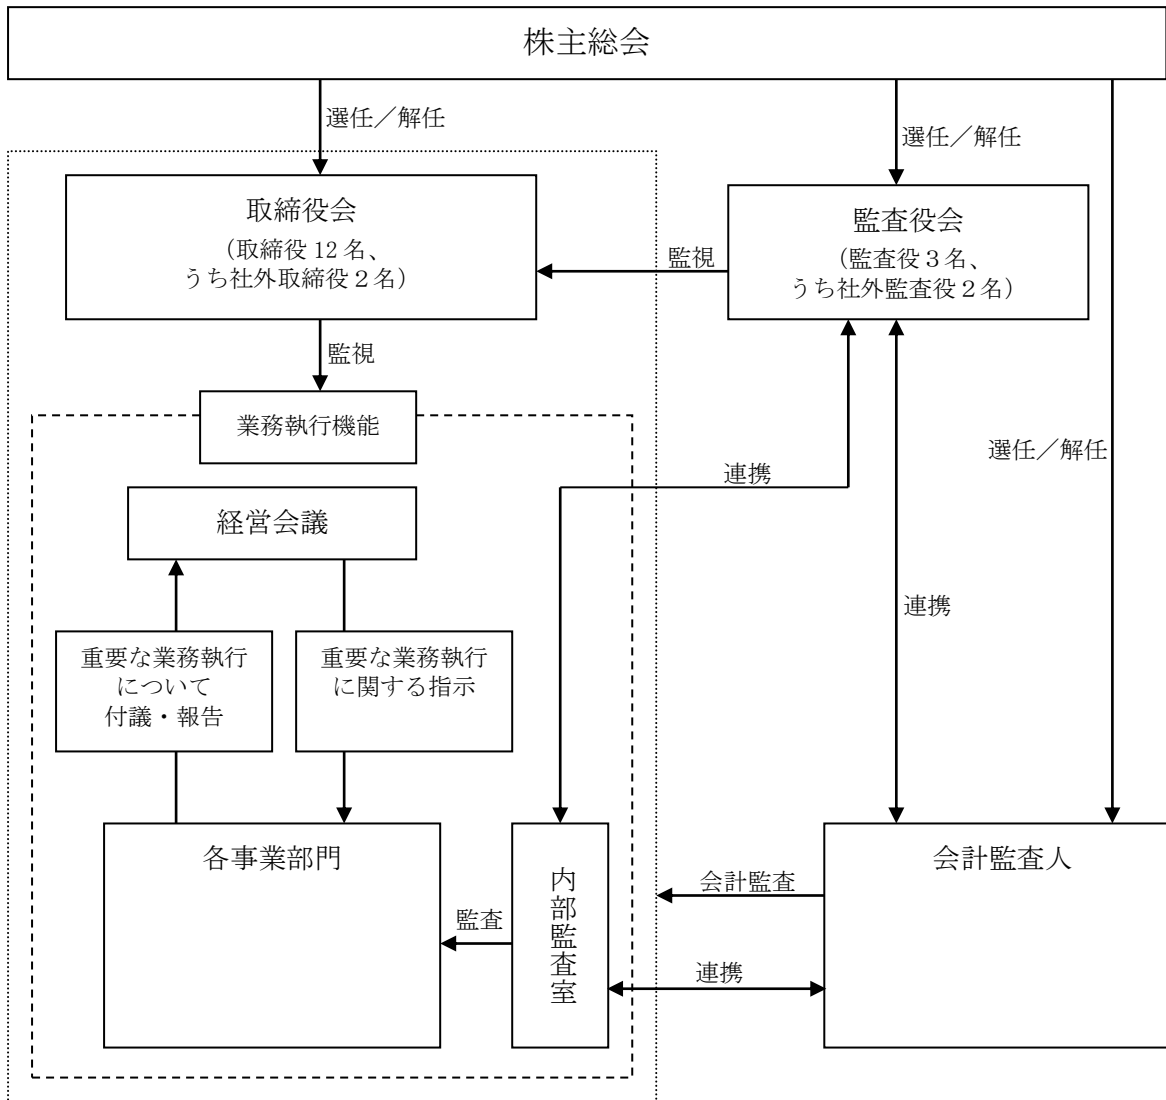 株主総会
選任／解任
選任／解任
取締役会
（取締役 12 名、
うち社外取締役２名）
監視
監査役会
（監査役３名、
うち社外監査役２名）
監視
業務執行機能
選任／解任
連携
経営会議
連携
重要な業務執行
について
付議・報告
重要な業務執行
に関する指示
各事業部門
監査
内部監査室
会計監査
会計監査人
連携